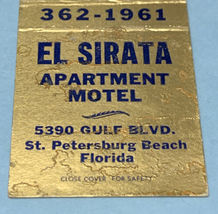 362-1961
EL SIRATA
APARTMENT
MOTEL
5390 GULF BLVD.
St. Petersburg Beach
Florida
CLOSE COVER FOR SAFETY